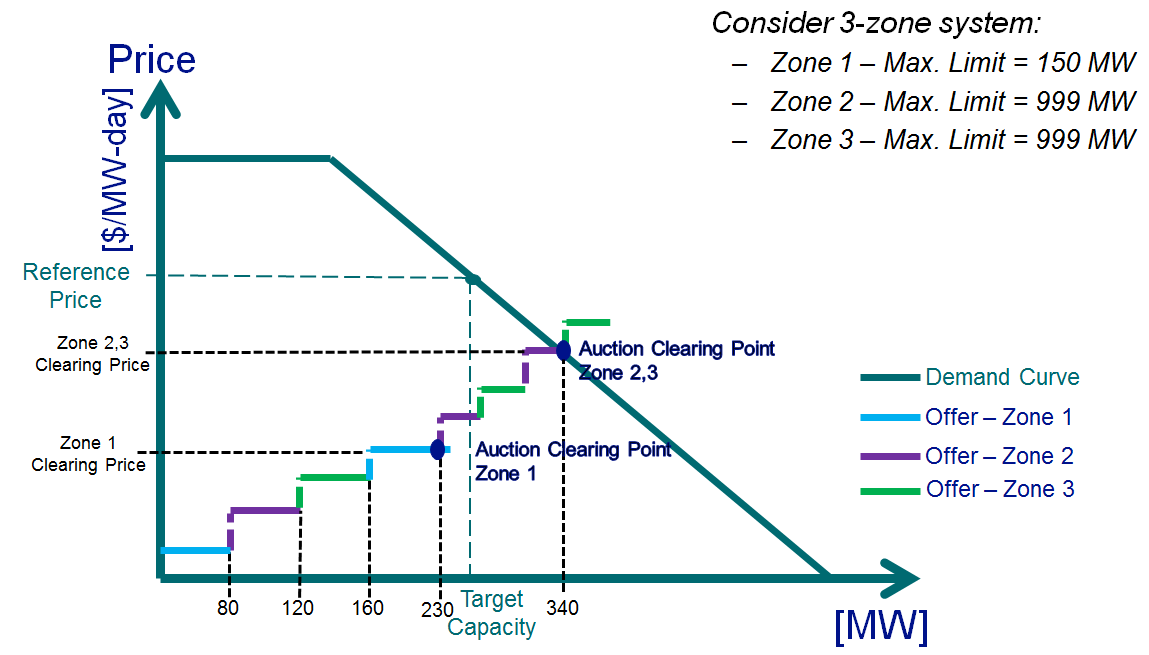 Consider 3-zone system:
– Zone 1 – Max. Limit = 150 MW
– Zone 2 – Max. Limit = 999 MW
– Zone 3 – Max. Limit = 999 MW
Price
[$/MW-day]
Reference
Price
Zone 2,3
Clearing Price
Zone 1
Clearing Price
Auction Clearing Point
Zone 2,3
Auction Clearing Point
Zone 1
Demand Curve
Offer – Zone 1
Offer – Zone 2
Offer – Zone 3
80
120
160
230
Target
Capacity
340
[MW]